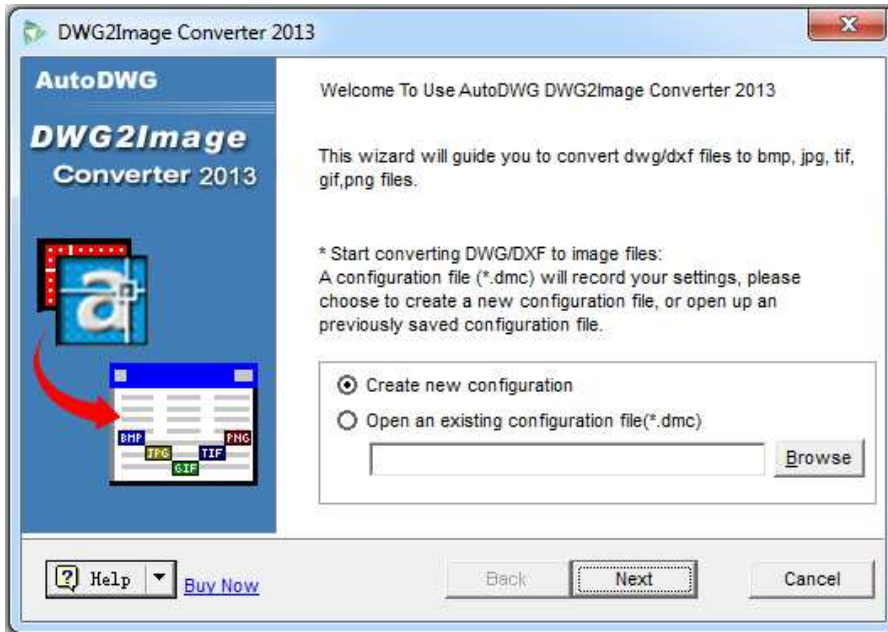 DWG2Image Converter 2013
AutoDWG
DWG2Image
Converter 2013
BMP
JPG
GIF
TIF
PNG
Welcome To Use AutoDWG DWG2Image Converter 2013
This wizard will guide you to convert dwg/dxf files to bmp, jpg, tif,
gif,png files.
* Start converting DWG/DXF to image files:
A configuration file (*.dmc) will record your settings, please
choose to create a new configuration file, or open up an
previously saved configuration file.
Create new configuration
Open an existing configuration file(*.dmc)
Browse
Help
Buy Now
Back
Next
Cancel